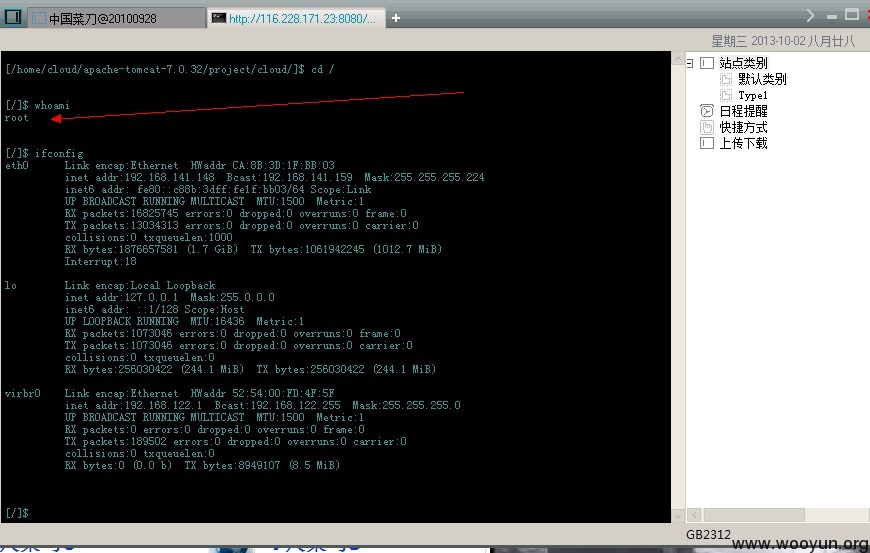 中国菜刀@20100928
http://116.228.171.23:8080/...
星期三 2013-10-02 八月廿八
[/home/cloud/apache-tomcat-7.0.32/project/cloud/]$ cd /
[/]$ whoami
root
[/]$ ifconfig
eth0 Link encap:Ethernet HWaddr CA:8B:3D:1F:BB:03
inet addr:192.168.141.148 Bcast:192.168.141.159 Mask:255.255.255.224
inet6 addr: fe80::c88b:3dff:fe1f:bb03/64 Scope:Link
UP BROADCAST RUNNING MULTICAST MTU:1500 Metric:1
RX packets:16825745 errors:0 dropped:0 overruns:0 frame:0
TX packets:13034313 errors:0 dropped:0 overruns:0 carrier:0
collisions:0 txqueuelen:1000
RX bytes:1876657581 (1.7 GiB) TX bytes:1061942245 (1012.7 MiB)
Interrupt:18
lo Link encap:Local Loopback
inet addr:127.0.0.1 Mask:255.0.0.0
inet6 addr: ::1/128 Scope:Host
UP LOOPBACK RUNNING MTU:16436 Metric:1
RX packets:1073046 errors:0 dropped:0 overruns:0 frame:0
TX packets:1073046 errors:0 dropped:0 overruns:0 carrier:0
collisions:0 txqueuelen:0
RX bytes:256030422 (244.1 MiB) TX bytes:256030422 (244.1 MiB)
virbr0 Link encap:Ethernet HWaddr 52:54:00:FD:4F:5F
inet addr:192.168.122.1 Bcast:192.168.122.255 Mask:255.255.255.0
UP BROADCAST RUNNING MULTICAST MTU:1500 Metric:1
RX packets:0 errors:0 dropped:0 overruns:0 frame:0
TX packets:189502 errors:0 dropped:0 overruns:0 carrier:0
collisions:0 txqueuelen:0
RX bytes:0 (0.0 b) TX bytes:8949107 (8.5 MiB)
[/]$
站点类别
默认类别
Type1
日程提醒
快捷方式
上传下载
GB2312
www.wooyun.org